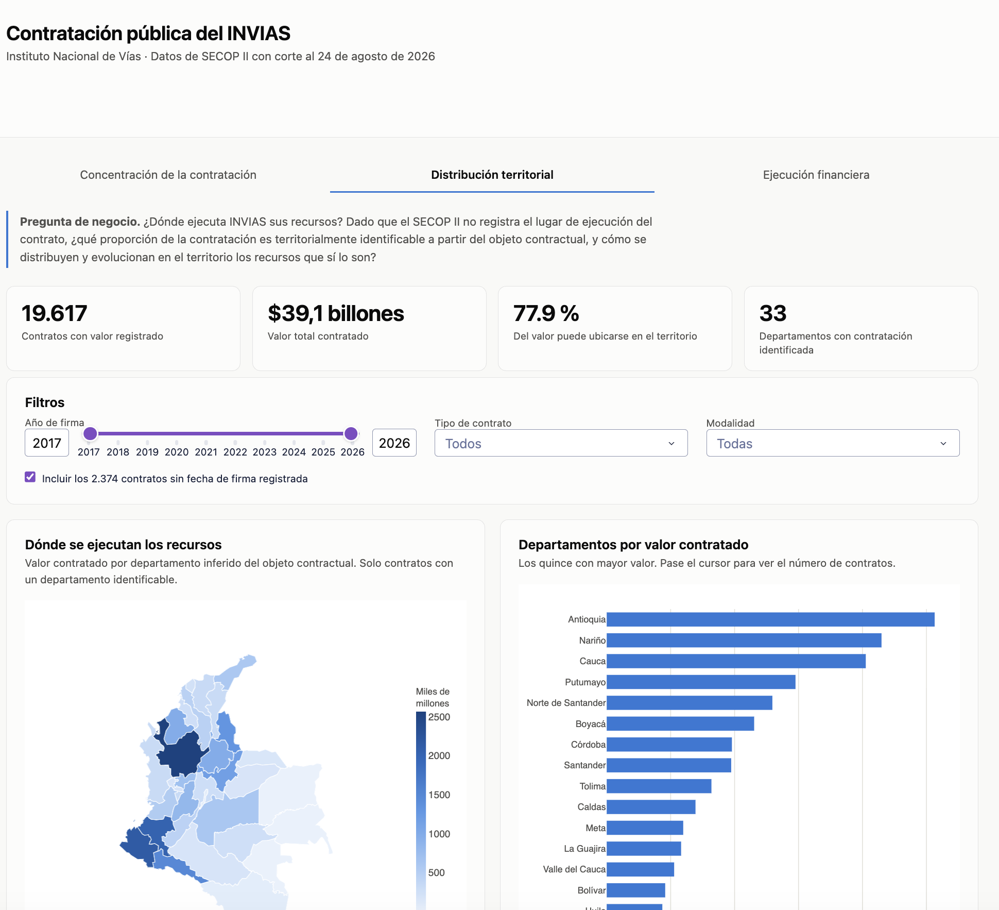 Contratación pública del INVIAS
Instituto Nacional de Vías · Datos de SECOP II con corte al 24 de agosto de 2026
Concentración de la contratación
Distribución territorial
Ejecución financiera
Pregunta de negocio. ¿Dónde ejecuta INVIAS sus recursos? Dado que el SECOP II no registra el lugar de ejecución del
contrato, ¿qué proporción de la contratación es territorialmente identificable a partir del objeto contractual, y cómo se
distribuyen y evolucionan en el territorio los recursos que sí lo son?
19.617
Contratos con valor registrado
$39,1 billones
Valor total contratado
77.9 %
Del valor puede ubicarse en el territorio
33
Departamentos con contratación
identificada
Filtros
Año de firma
2017
2017 2018 2019 2020 2021 2022 2023 2024 2025 2026
2026
Tipo de contrato
Todos
Modalidad
Todas
Incluir los 2.374 contratos sin fecha de firma registrada
Dónde se ejecutan los recursos
Valor contratado por departamento inferido del objeto contractual. Solo contratos con
un departamento identificable.
Miles de
millones
2500
2000
1500
1000
500
Departamentos por valor contratado
Los quince con mayor valor. Pase el cursor para ver el número de contratos.
Antioquia
Nariño
Cauca
Putumayo
Norte de Santander
Boyacá
Córdoba
Santander
Tolima
Caldas
Meta
La Guajira
Valle del Cauca
Bolívar
Huila